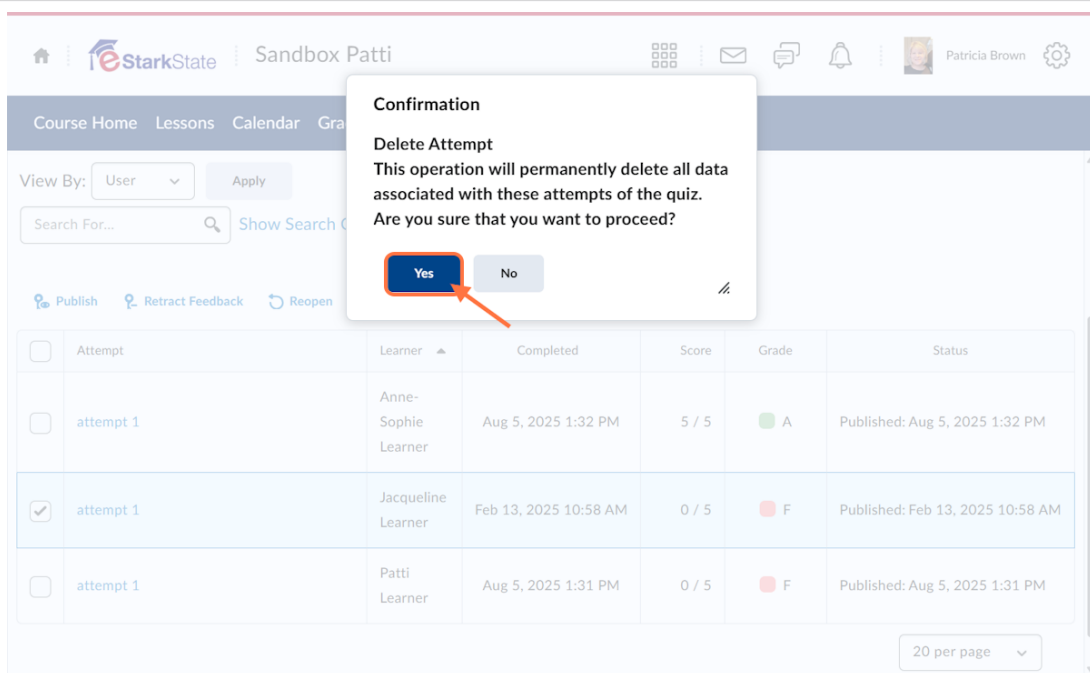 eStarkState
Sandbox Patti
Patricia Brown
Course Home Lessons Calendar Gra
Confirmation
Delete Attempt
This operation will permanently delete all data
associated with these attempts of the quiz.
Are you sure that you want to proceed?
Yes No
View By: User Apply
Search For... Show Search
Publish Retract Feedback Reopen
Attempt Learner Completed Score Grade Status
attempt 1 Anne-
Sophie
Learner Aug 5, 2025 1:32 PM 5 / 5 A Published: Aug 5, 2025 1:32 PM
attempt 1 Jacqueline
Learner Feb 13, 2025 10:58 AM 0 / 5 F Published: Feb 13, 2025 10:58 AM
attempt 1 Patti
Learner Aug 5, 2025 1:31 PM 0 / 5 F Published: Aug 5, 2025 1:31 PM
20 per page